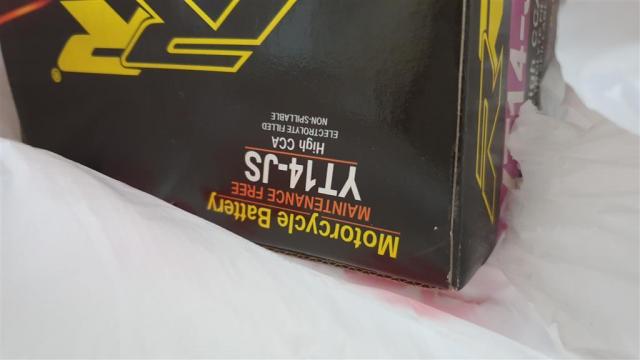 Motorcycle Battery
MAINTENANCE FREE
YT14-JS
High CCA
ELECTROLYTE FILLED
NON-SPILLABLE
R®